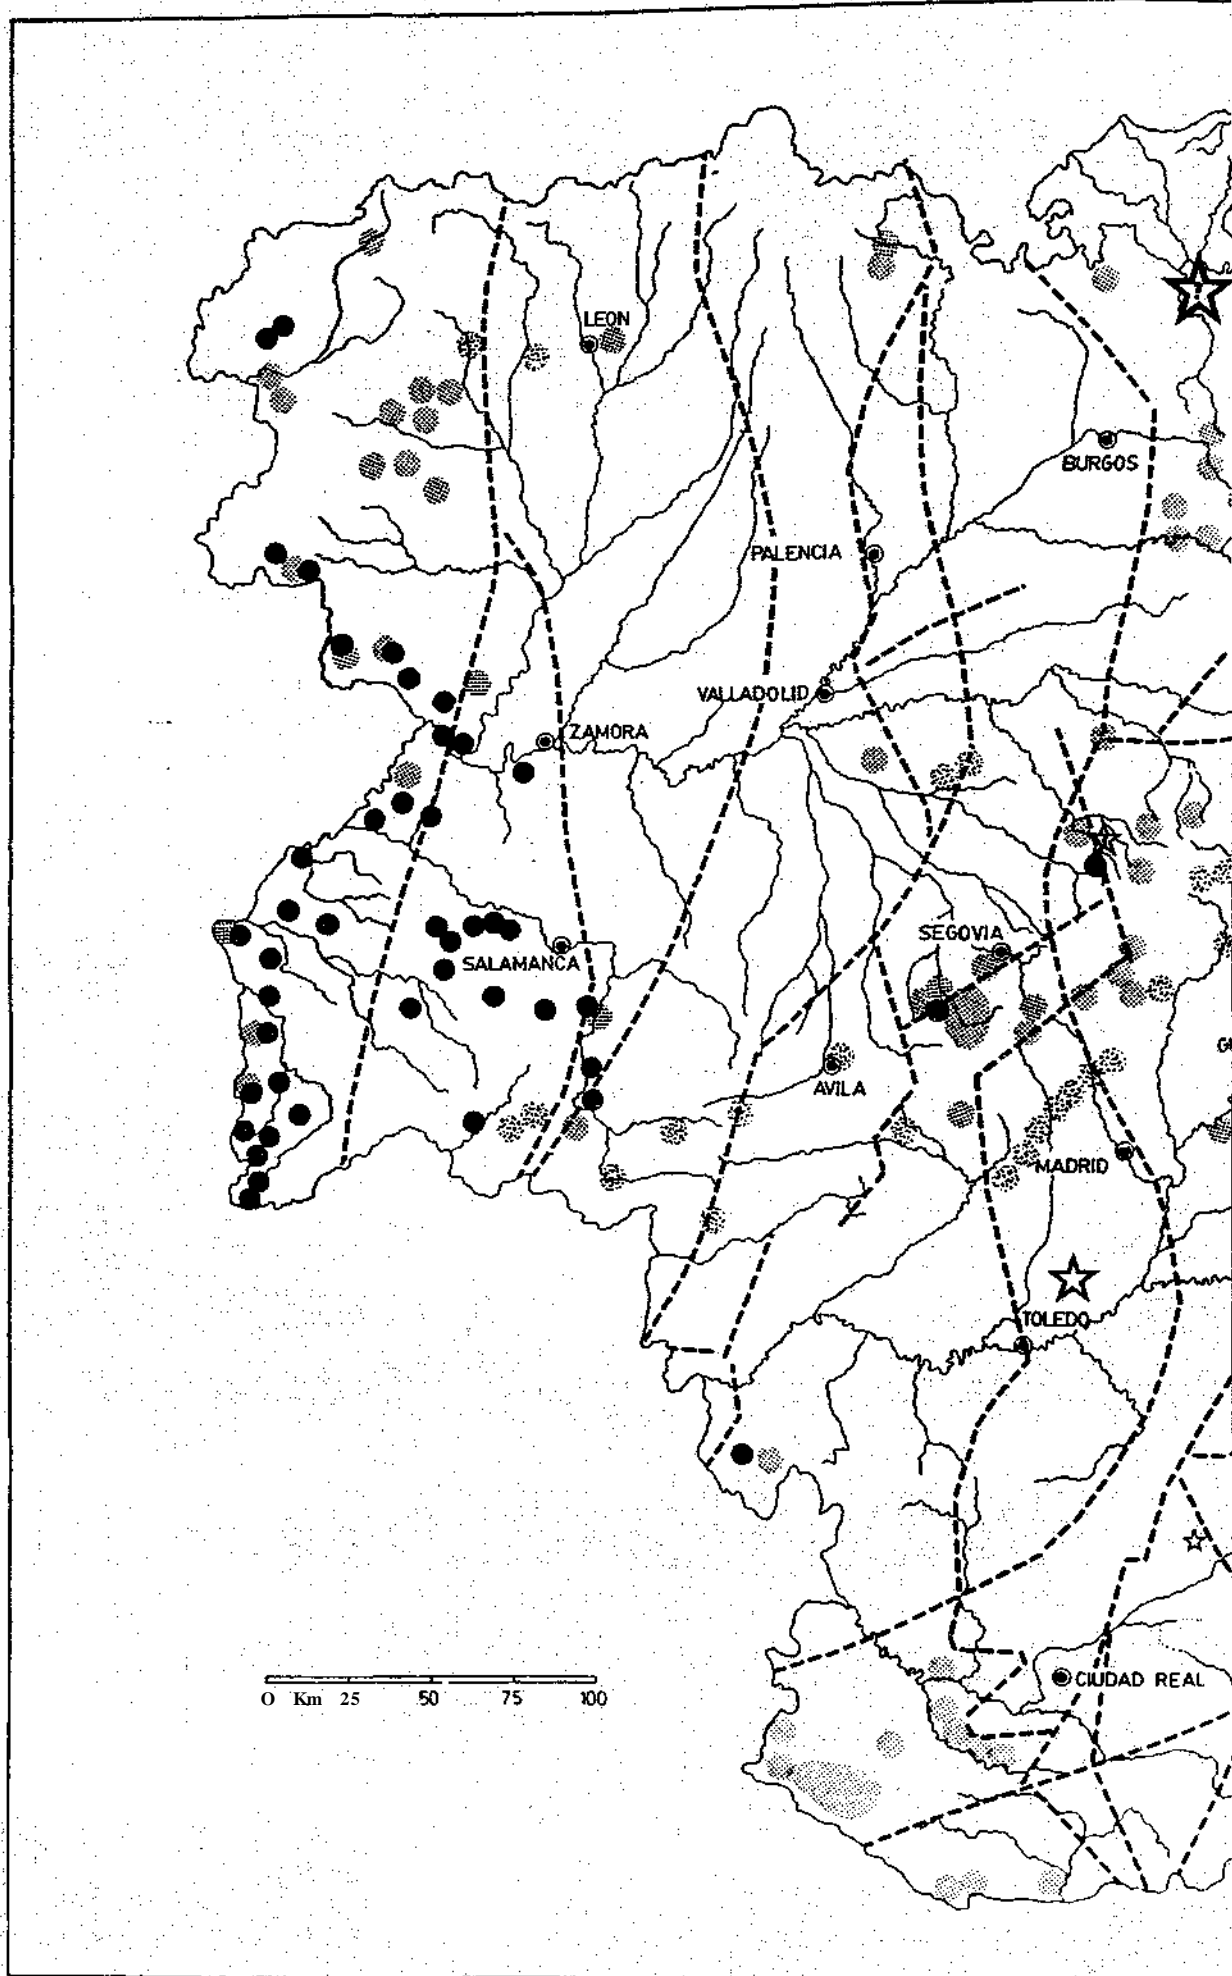 LEON
BURGOS
PALENCIA
VALLADOLID
ZAMORA
SEGOVIA
SALAMANCA
AVILA
MADRID
TOLEDO
CIUDAD REAL
O Km 25 50 75 100